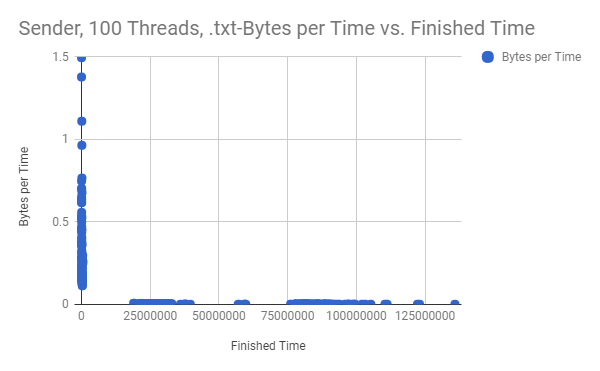 Sender, 100 Threads, .txt-Bytes per Time vs. Finished Time
Bytes per Time
1.5
1
0.5
0
Bytes per Time
0 25000000 50000000 75000000 100000000 125000000
Finished Time